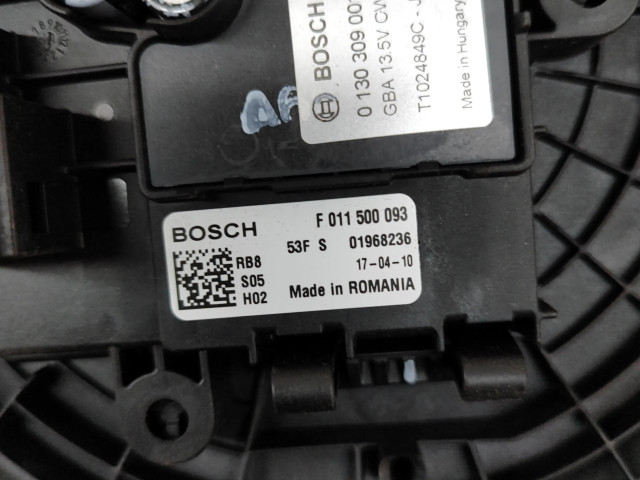 BOSCH
0 130 309 00
GBA 13.5V CW
T1024849C - J
Made in Hungary
BOSCH F 011 500 093
53F S 01968236
RB8 17-04-10
S05
H02 Made in ROMANIA